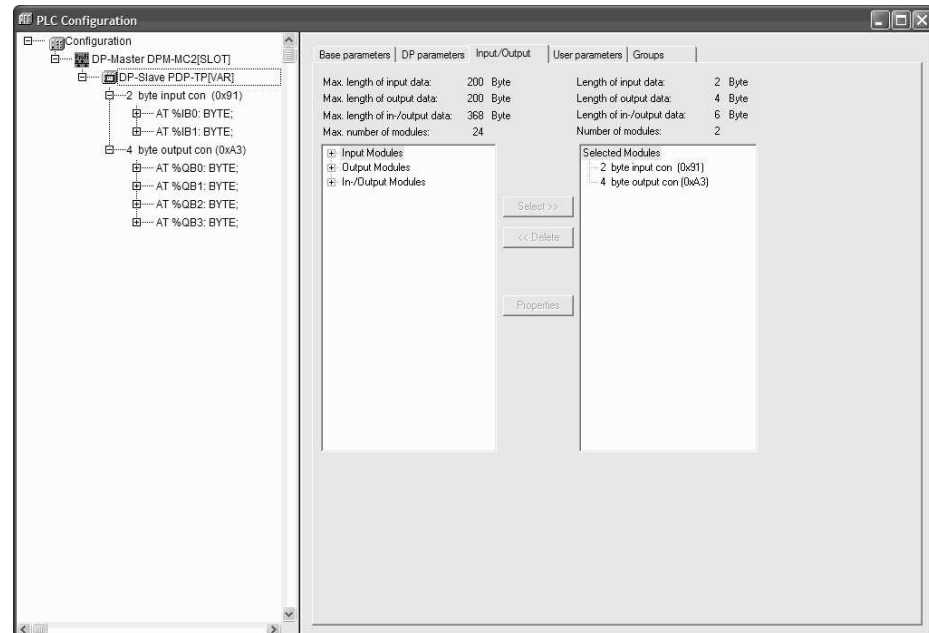 PLC Configuration
Configuration
DP-Master DPM-MC2[SLOT]
DP-Slave PDP-TP[VAR]
2 byte input con (0x91)
AT %IB0: BYTE;
AT %IB1: BYTE;
4 byte output con (0xA3)
AT %QB0: BYTE;
AT %QB1: BYTE;
AT %QB2: BYTE;
AT %QB3: BYTE;
Base parameters DP parameters Input/Output User parameters Groups
Max. length of input data: 200 Byte
Max. length of output data: 200 Byte
Max. length of in-/output data: 368 Byte
Max. number of modules: 24
Length of input data: 2 Byte
Length of output data: 4 Byte
Length of in-/output data: 6 Byte
Number of modules: 2
Input Modules
Output Modules
In-/Output Modules
Select >>
<< Delete
Properties
Selected Modules
2 byte input con (0x91)
4 byte output con (0xA3)